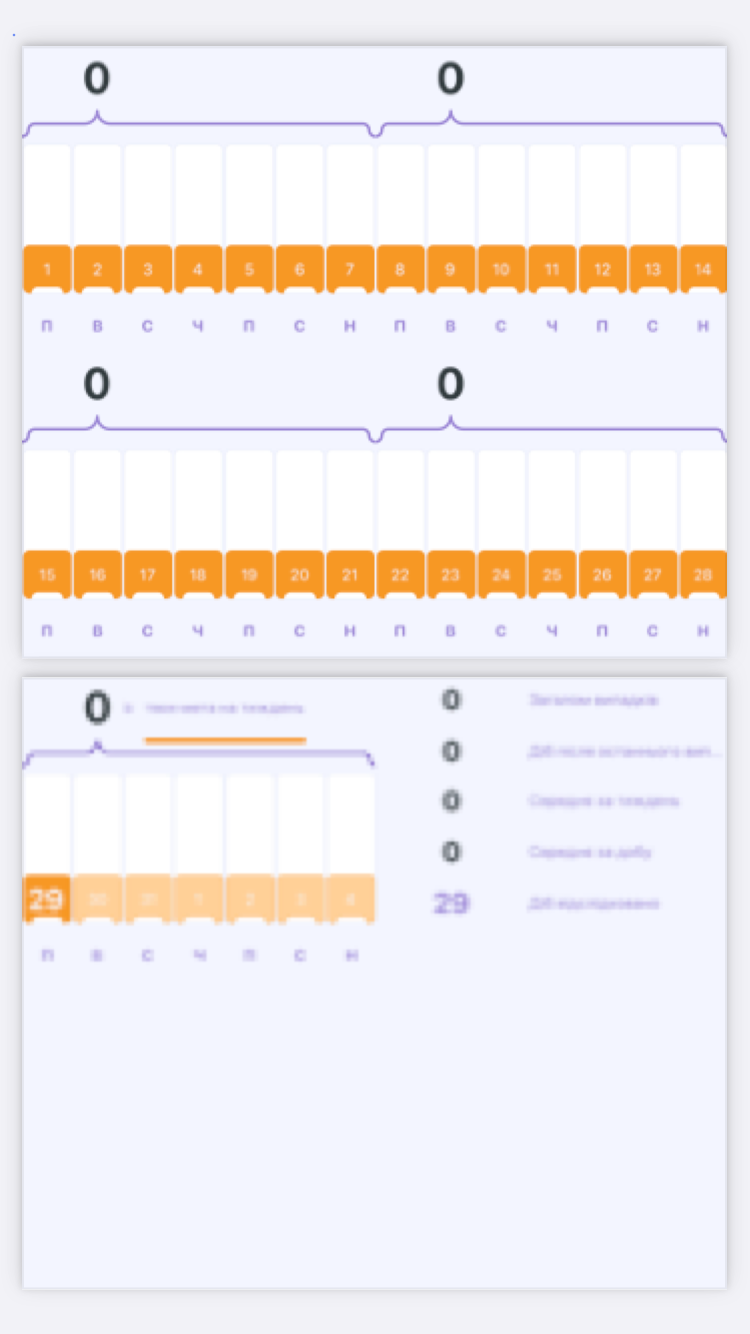 0 0
1 2 3 4 5 6 7 8 9 10 11 12 13 14
П В С Ч П С Н П В С Ч П С Н
0 0
15 16 17 18 19 20 21 22 23 24 25 26 27 28
П В С Ч П С Н П В С Ч П С Н
0 на тиждень
0 Загалом випадків
0 Діб після останнього вип...
0 Середнє за тиждень
0 Середнє за добу
29 Діб відслідковано
29 30 31 1 2 3 4
П В С Ч П С Н